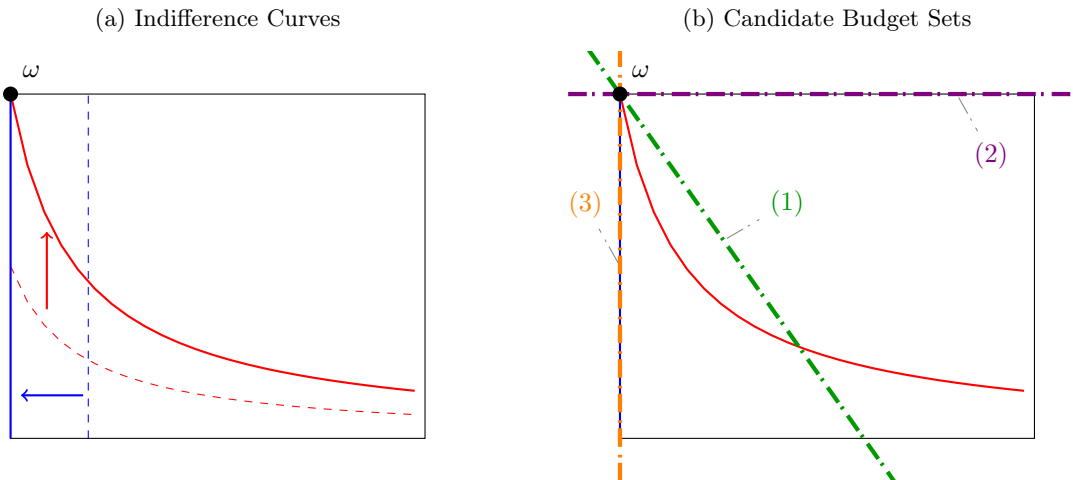 (a) Indifference Curves
ω
(b) Candidate Budget Sets
ω
(2)
(3)
(1)